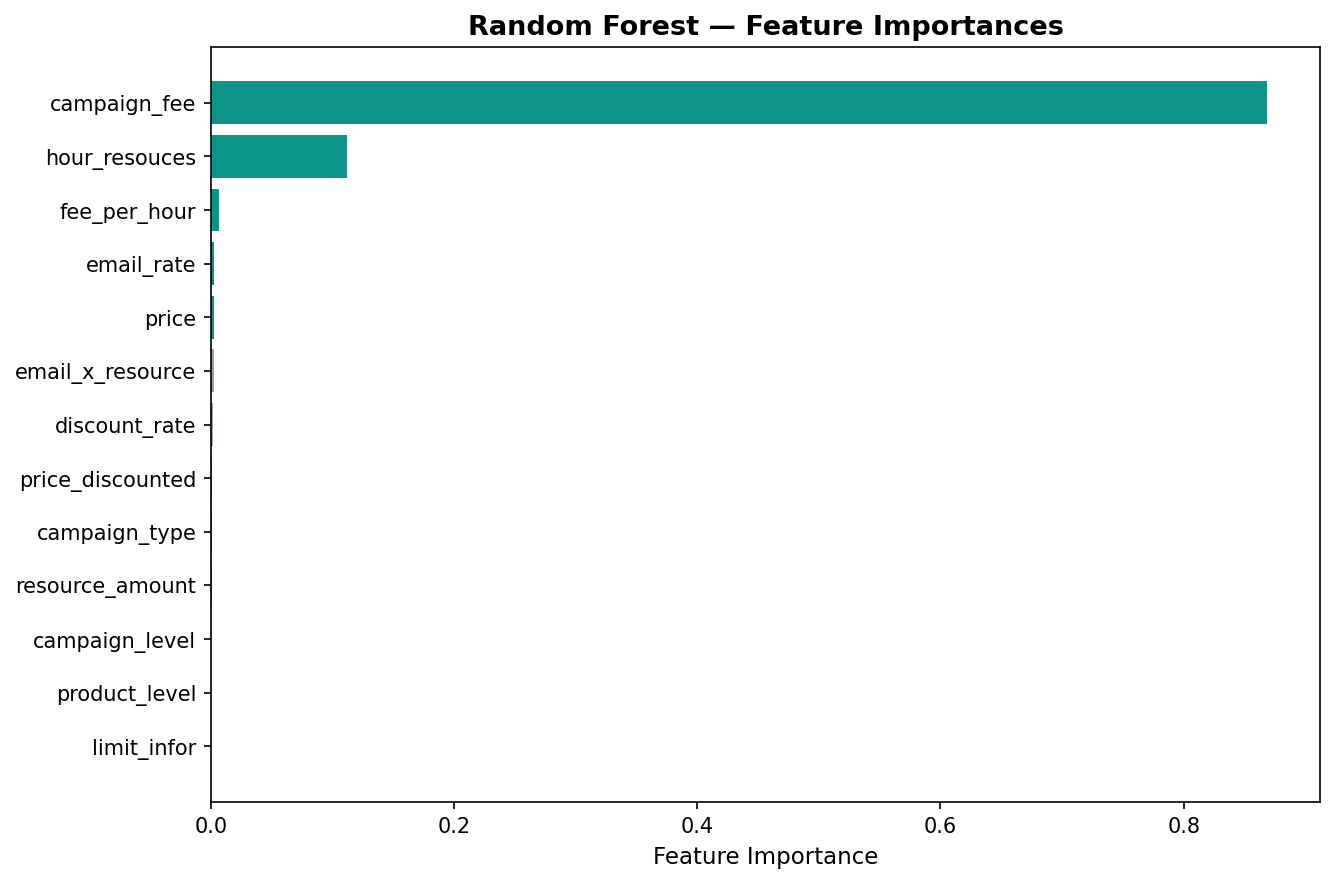 Random Forest — Feature Importances
campaign_fee
hour_resouces
fee_per_hour
email_rate
price
email_x_resource
discount_rate
price_discounted
campaign_type
resource_amount
campaign_level
product_level
limit_infor
0.0 0.2 0.4 0.6 0.8
Feature Importance